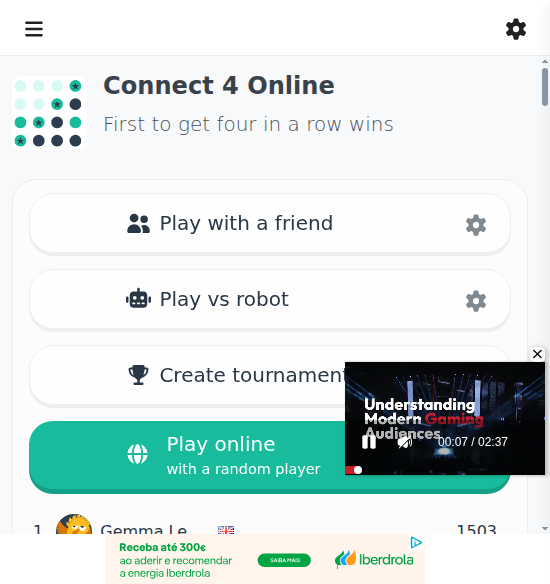 Connect 4 Online
First to get four in a row wins
Play with a friend
Play vs robot
Create tournament
Play online
with a random player
Understanding
Modern Gaming
Audiences
00:07 / 02:37
1 Gemma Le... 1503
Receba até 300€
ao aderir e recomendar
a energia Iberdrola
SAIBA MAIS
Iberdrola